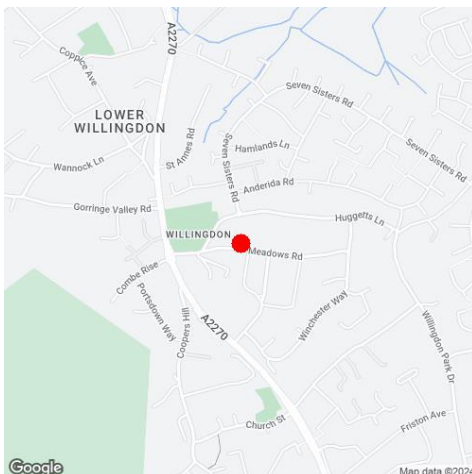 Coppice Ave
A2270
Seven Sisters Rd
LOWER
WILLINGDON
St Annes Rd
Hamlands Ln
Seven Sisters Rd
Seven Sisters Rd
Wannock Ln
Anderida Rd
Gorringe Valley Rd
Huggetts Ln
WILLINGDON
Meadows Rd
Combe Rise
Portsdown Way
Coopers Hill
A2270
Winchester Way
Willingdon Park Dr
Church St
Friston Ave
Google
Map data ©2024